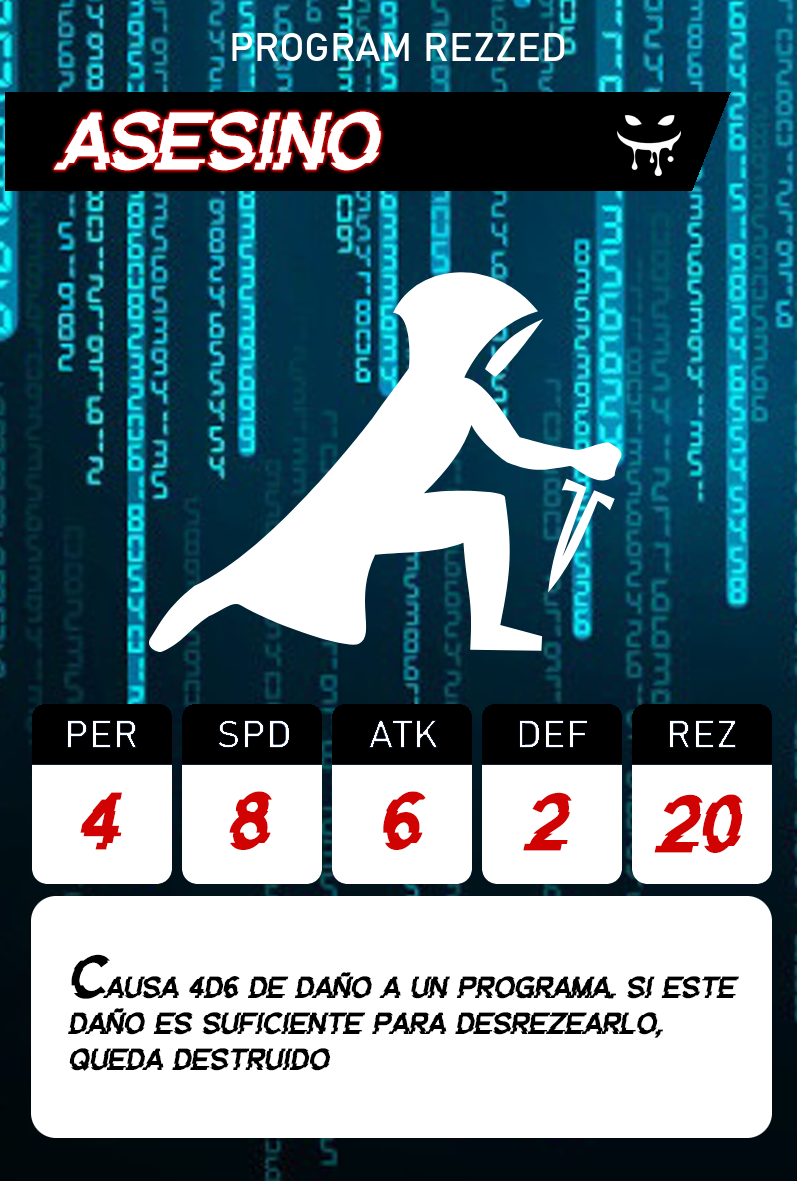 PROGRAM REZZED
ASESINO
PER SPD ATK DEF REZ
4 8 6 2 20
CAUSA 4D6 DE DAÑO A UN PROGRAMA. SI ESTE
DAÑO ES SUFICIENTE PARA DESREZEARLO,
QUEDA DESTRUIDO